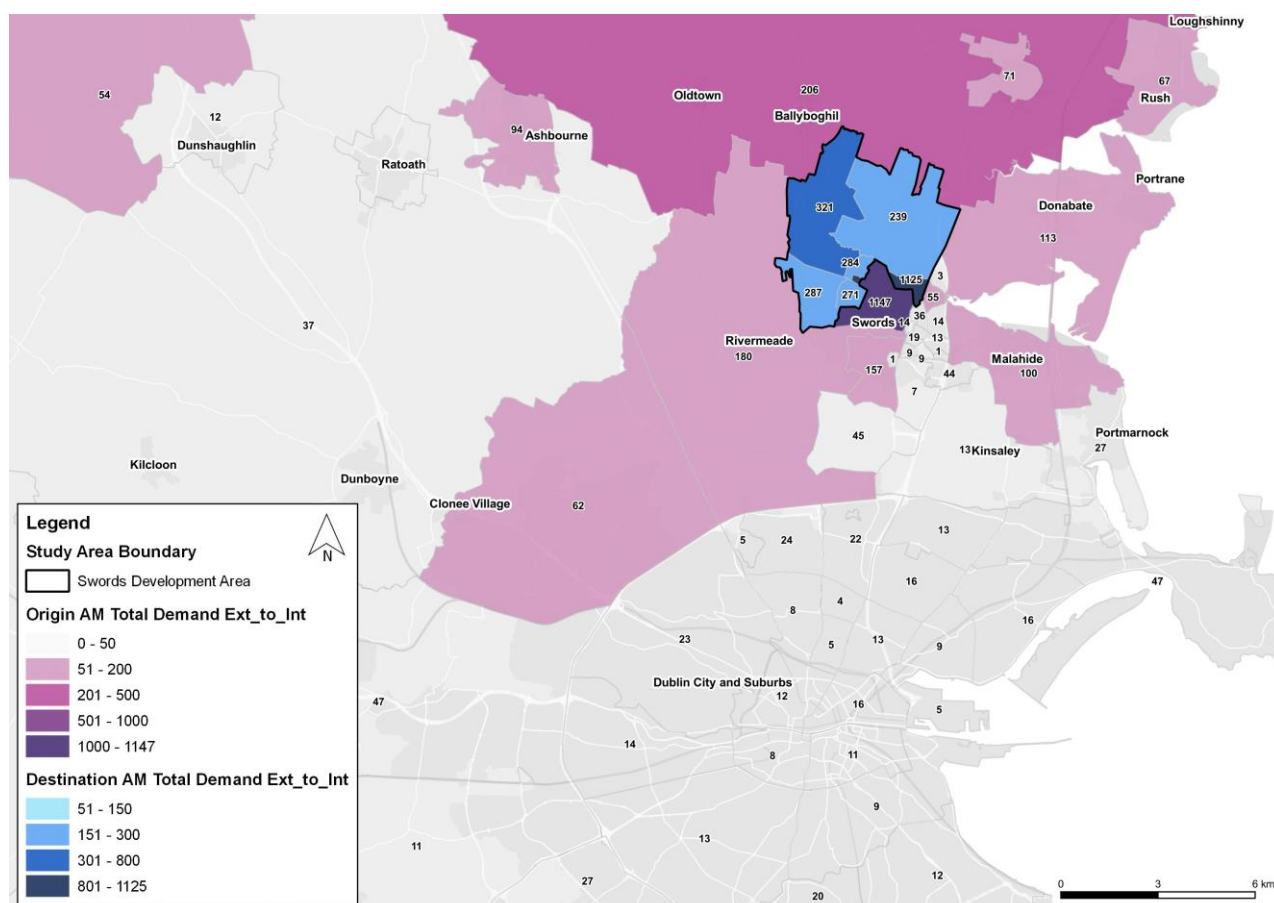 Loughshinny
54
67
71
Oldtown
206
Rush
12
Ballyboghil
94
Ashbourne
Dunshaughlin
Ratoath
Portrane
321
239
Donabate
113
284
3
1125
287
271
1147
55
37
Swords
14
36
14
Rivermeade
19
13
180
9
1
Malahide
1
9
157
44
100
7
45
Portmarnock
13
Kinsaley
27
Kilcloon
Dunboyne
Clonee Village
62
5
24
22
13
16
47
8
4
16
23
5
13
9
Dublin City and Suburbs
12
47
16
5
14
8
11
9
11
13
27
12
20
Legend
N
Study Area Boundary
Swords Development Area
Origin AM Total Demand Ext_to_Int
0 - 50
51 - 200
201 - 500
501 - 1000
1000 - 1147
Destination AM Total Demand Ext_to_Int
51 - 150
151 - 300
301 - 800
801 - 1125
0 3 6 km